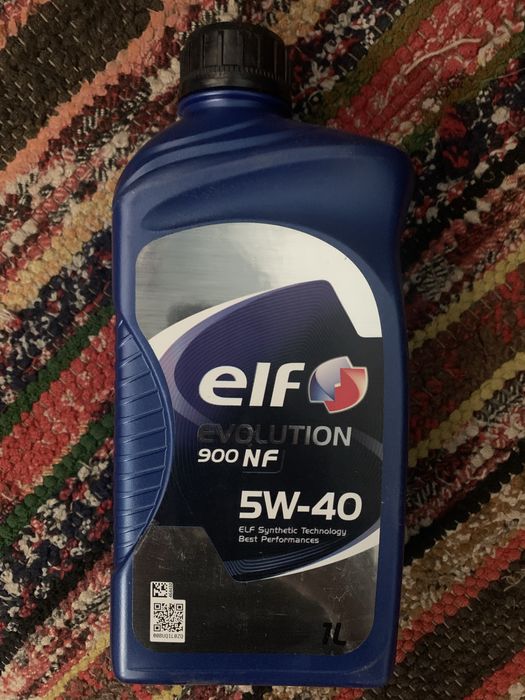 elf
EVOLUTION
900 NF
5W-40
ELF Synthetic Technology
Best Performances
1L